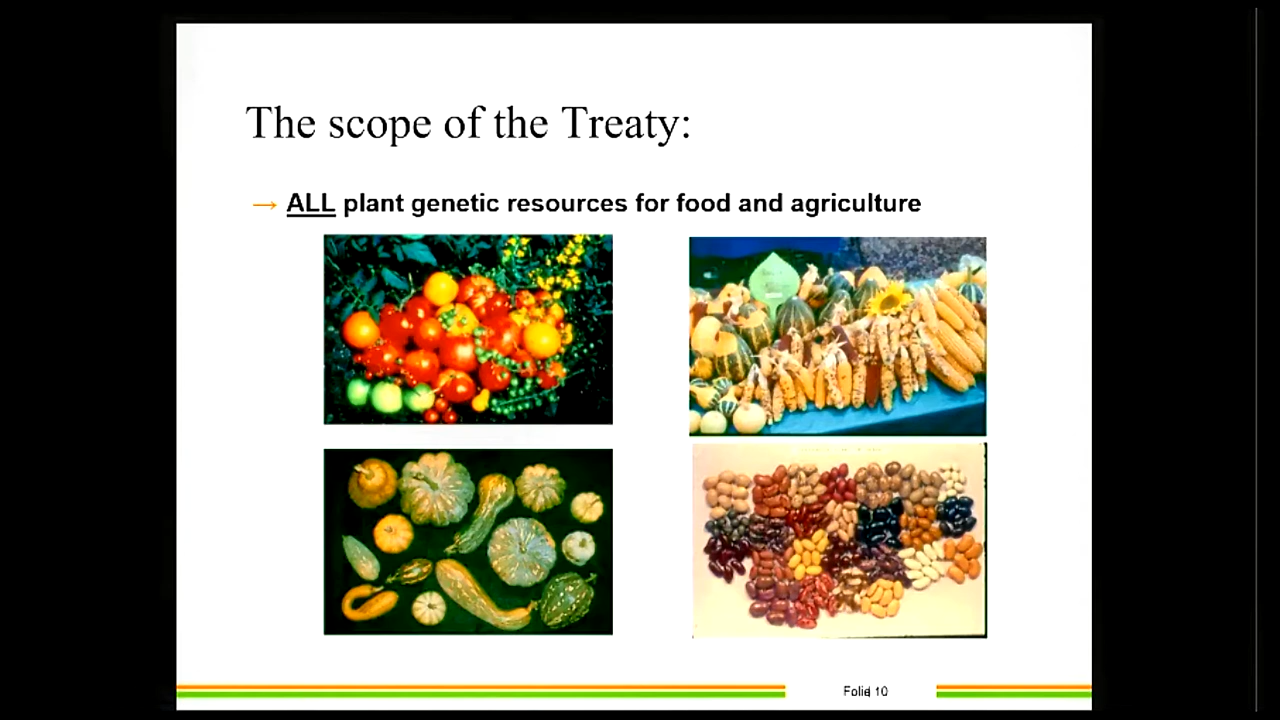 The scope of the Treaty:
→ ALL plant genetic resources for food and agriculture
Folie 10